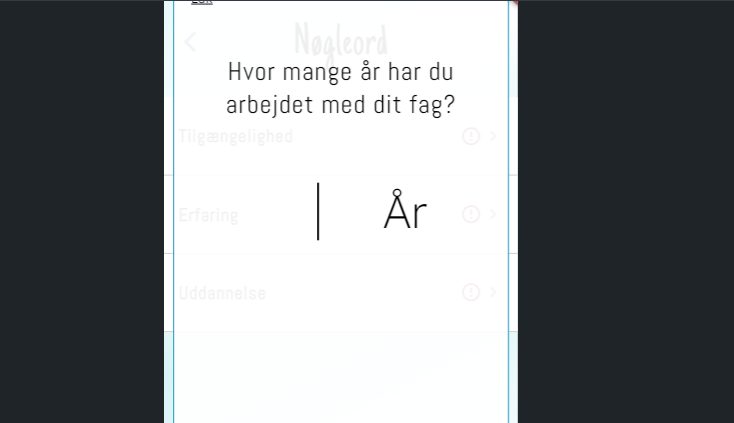 Nøgleord
Hvor mange år har du
arbejdet med dit fag?
Tilgængelighed
Erfaring
År
Uddannelse